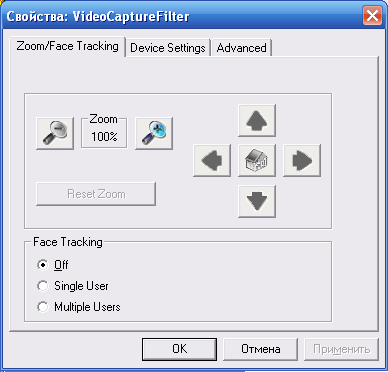 Свойства: VideoCaptureFilter
Zoom/Face Tracking Device Settings Advanced
Zoom
100%
Reset Zoom
Face Tracking
Off
Single User
Multiple Users
OK Отмена Применить